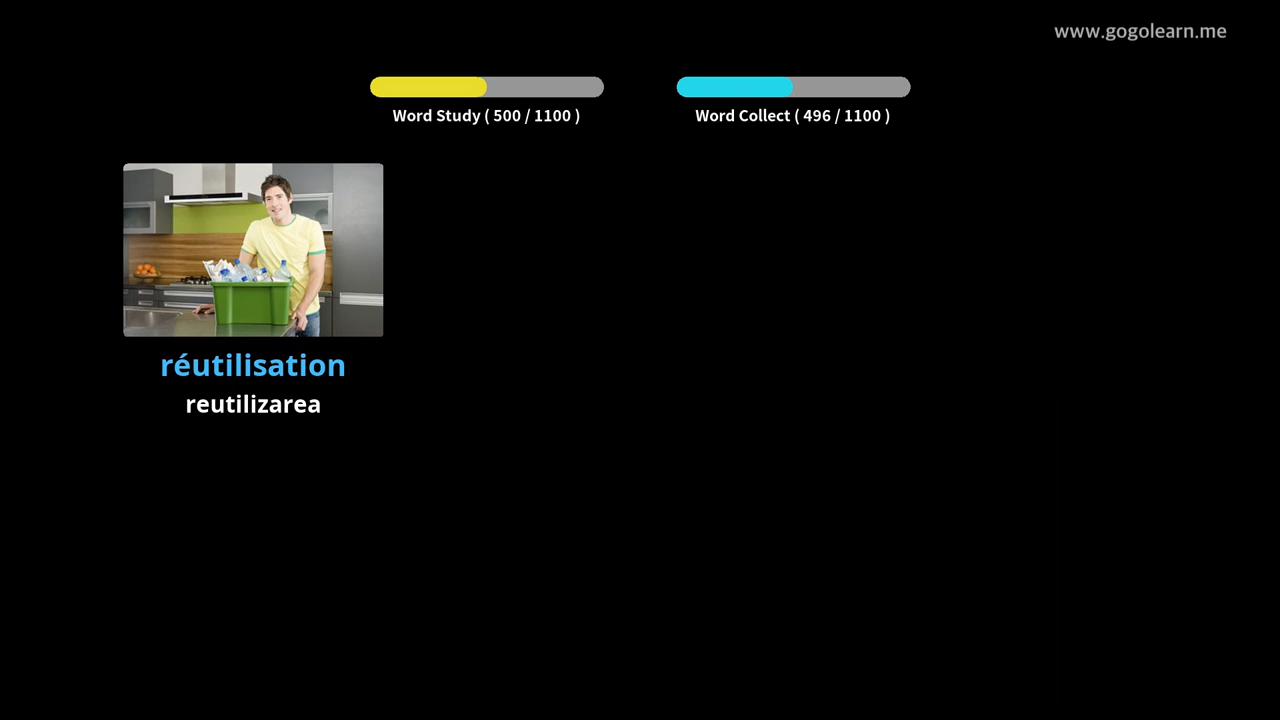 www.gogolearn.me
Word Study ( 500 / 1100 )
Word Collect ( 496 / 1100 )
réutilisation
reutilizarea